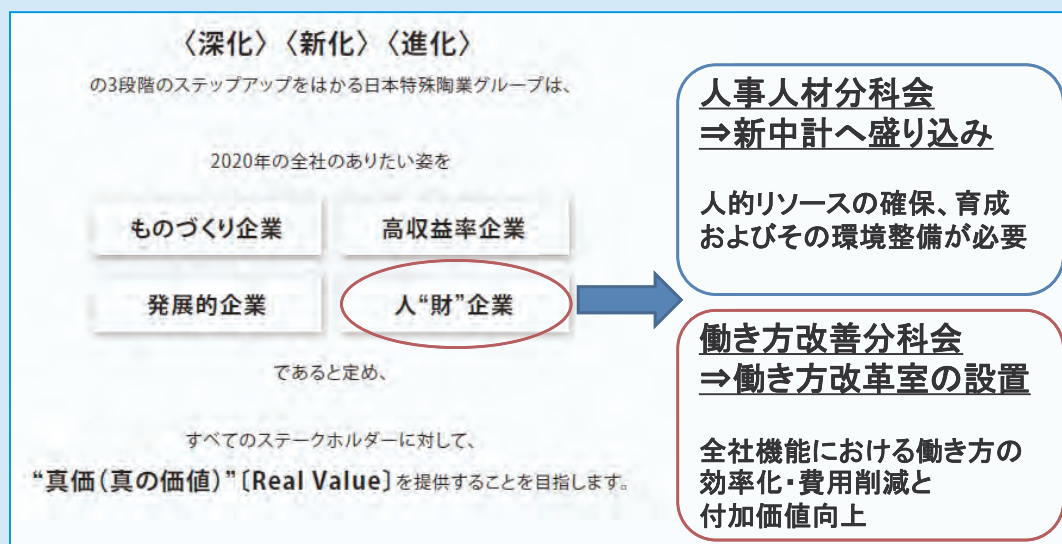 〈深化〉〈新化〉〈進化〉
の3段階のステップアップをはかる日本特殊陶業グループは、
2020年の全社のありたい姿を
ものづくり企業
高収益率企業
発展的企業
人“財”企業
であると定め、
すべてのステークホルダーに対して、
“真価(真の価値)”〔Real Value〕を提供することを目指します。
人事人材分科会
⇒新中計へ盛り込み
人的リソースの確保、育成
およびその環境整備が必要
働き方改善分科会
⇒働き方改革室の設置
全社機能における働き方の
効率化・費用削減と
付加価値向上